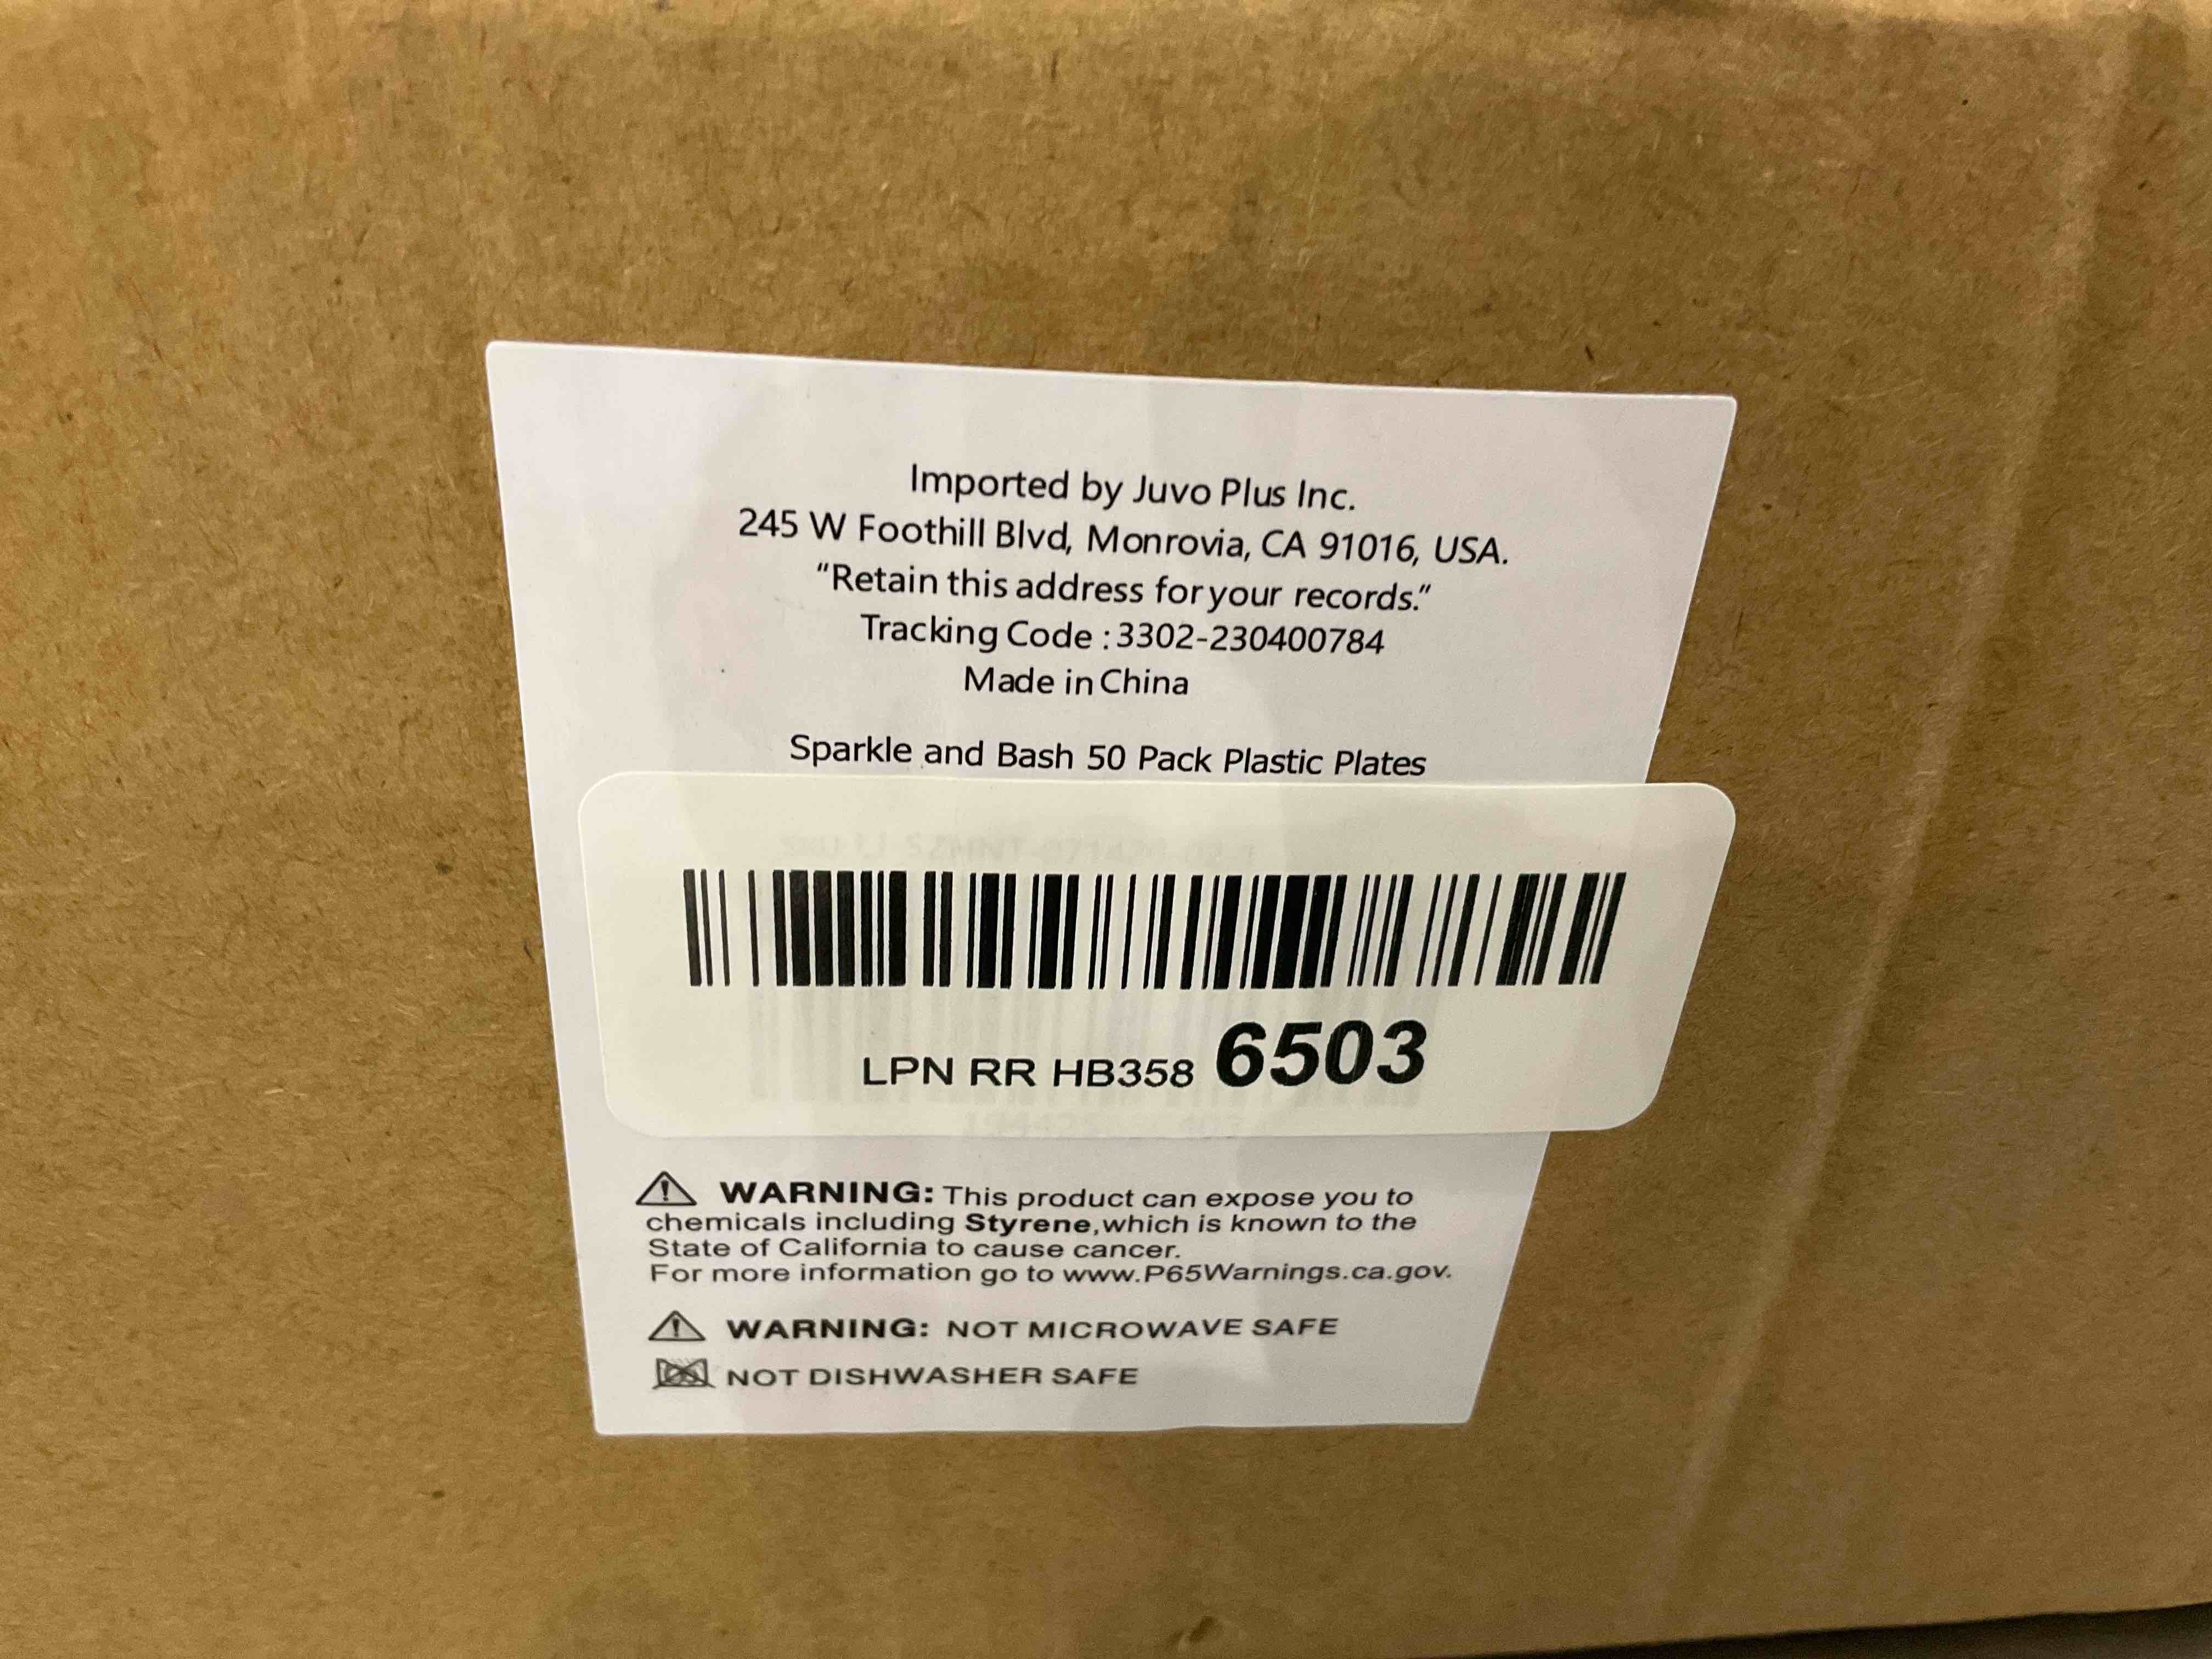 Imported by Juvo Plus Inc.
245 W Foothill Blvd, Monrovia, CA 91016, USA.
“Retain this address for your records.”
Tracking Code : 3302-230400784
Made in China
Sparkle and Bash 50 Pack Plastic Plates
LPN RR HB358 6503
WARNING: This product can expose you to
chemicals including Styrene,which is known to the
State of California to cause cancer.
For more information go to www.P65Warnings.ca.gov.
WARNING: NOT MICROWAVE SAFE
NOT DISHWASHER SAFE